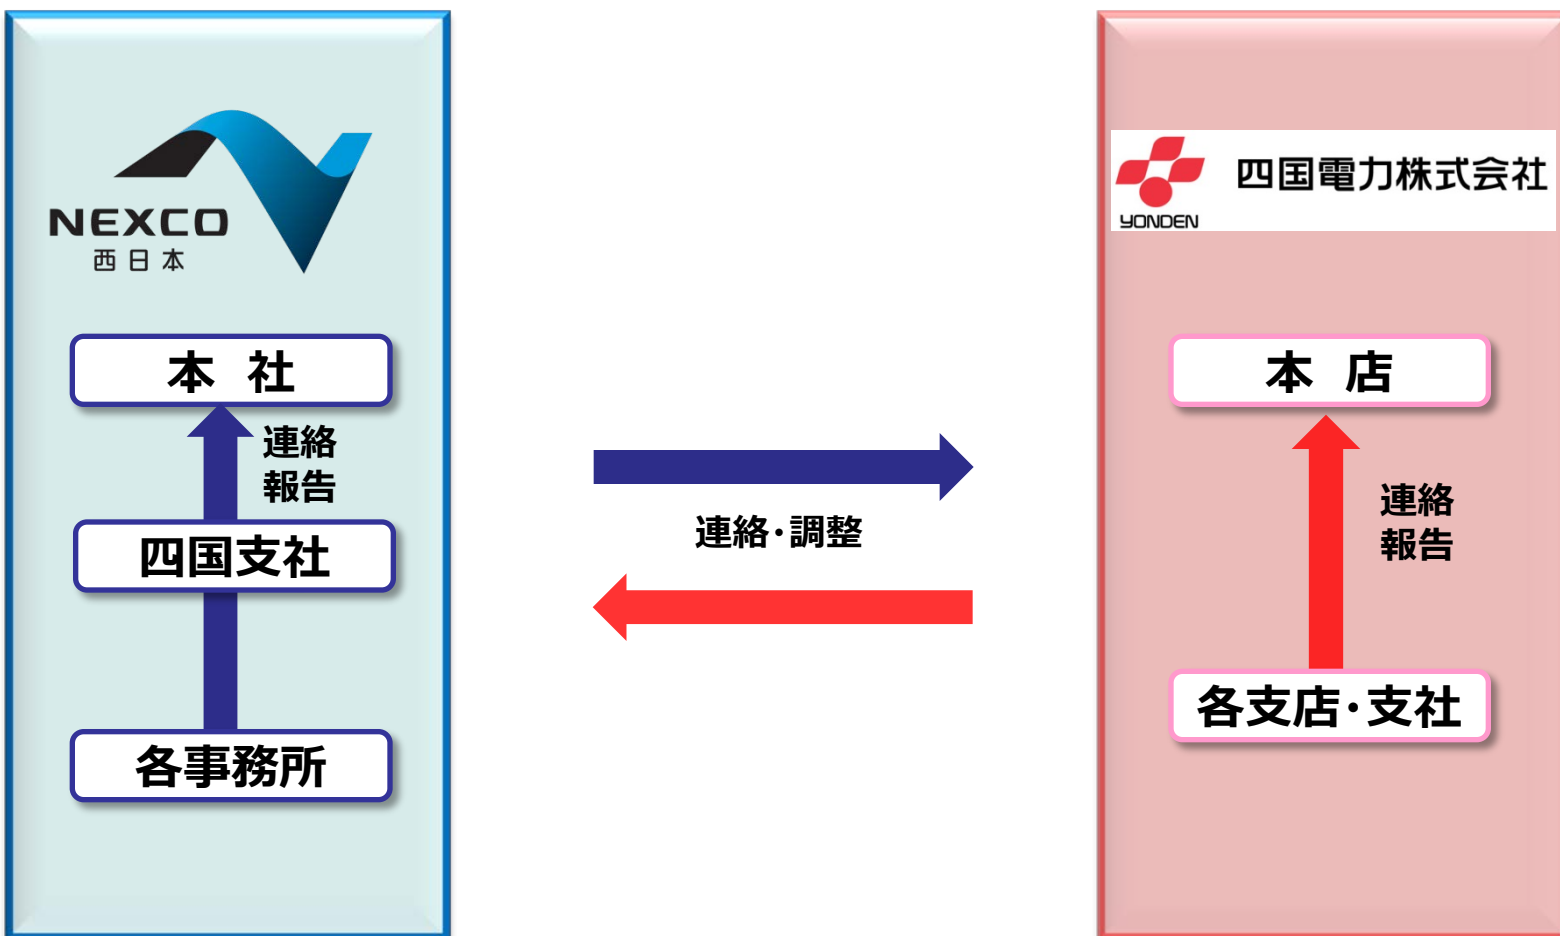 NEXCO
西日本
本 社
連絡
報告
四国支社
各事務所
連絡・調整
YONDEN
四国電力株式会社
本 店
連絡
報告
各支店・支社